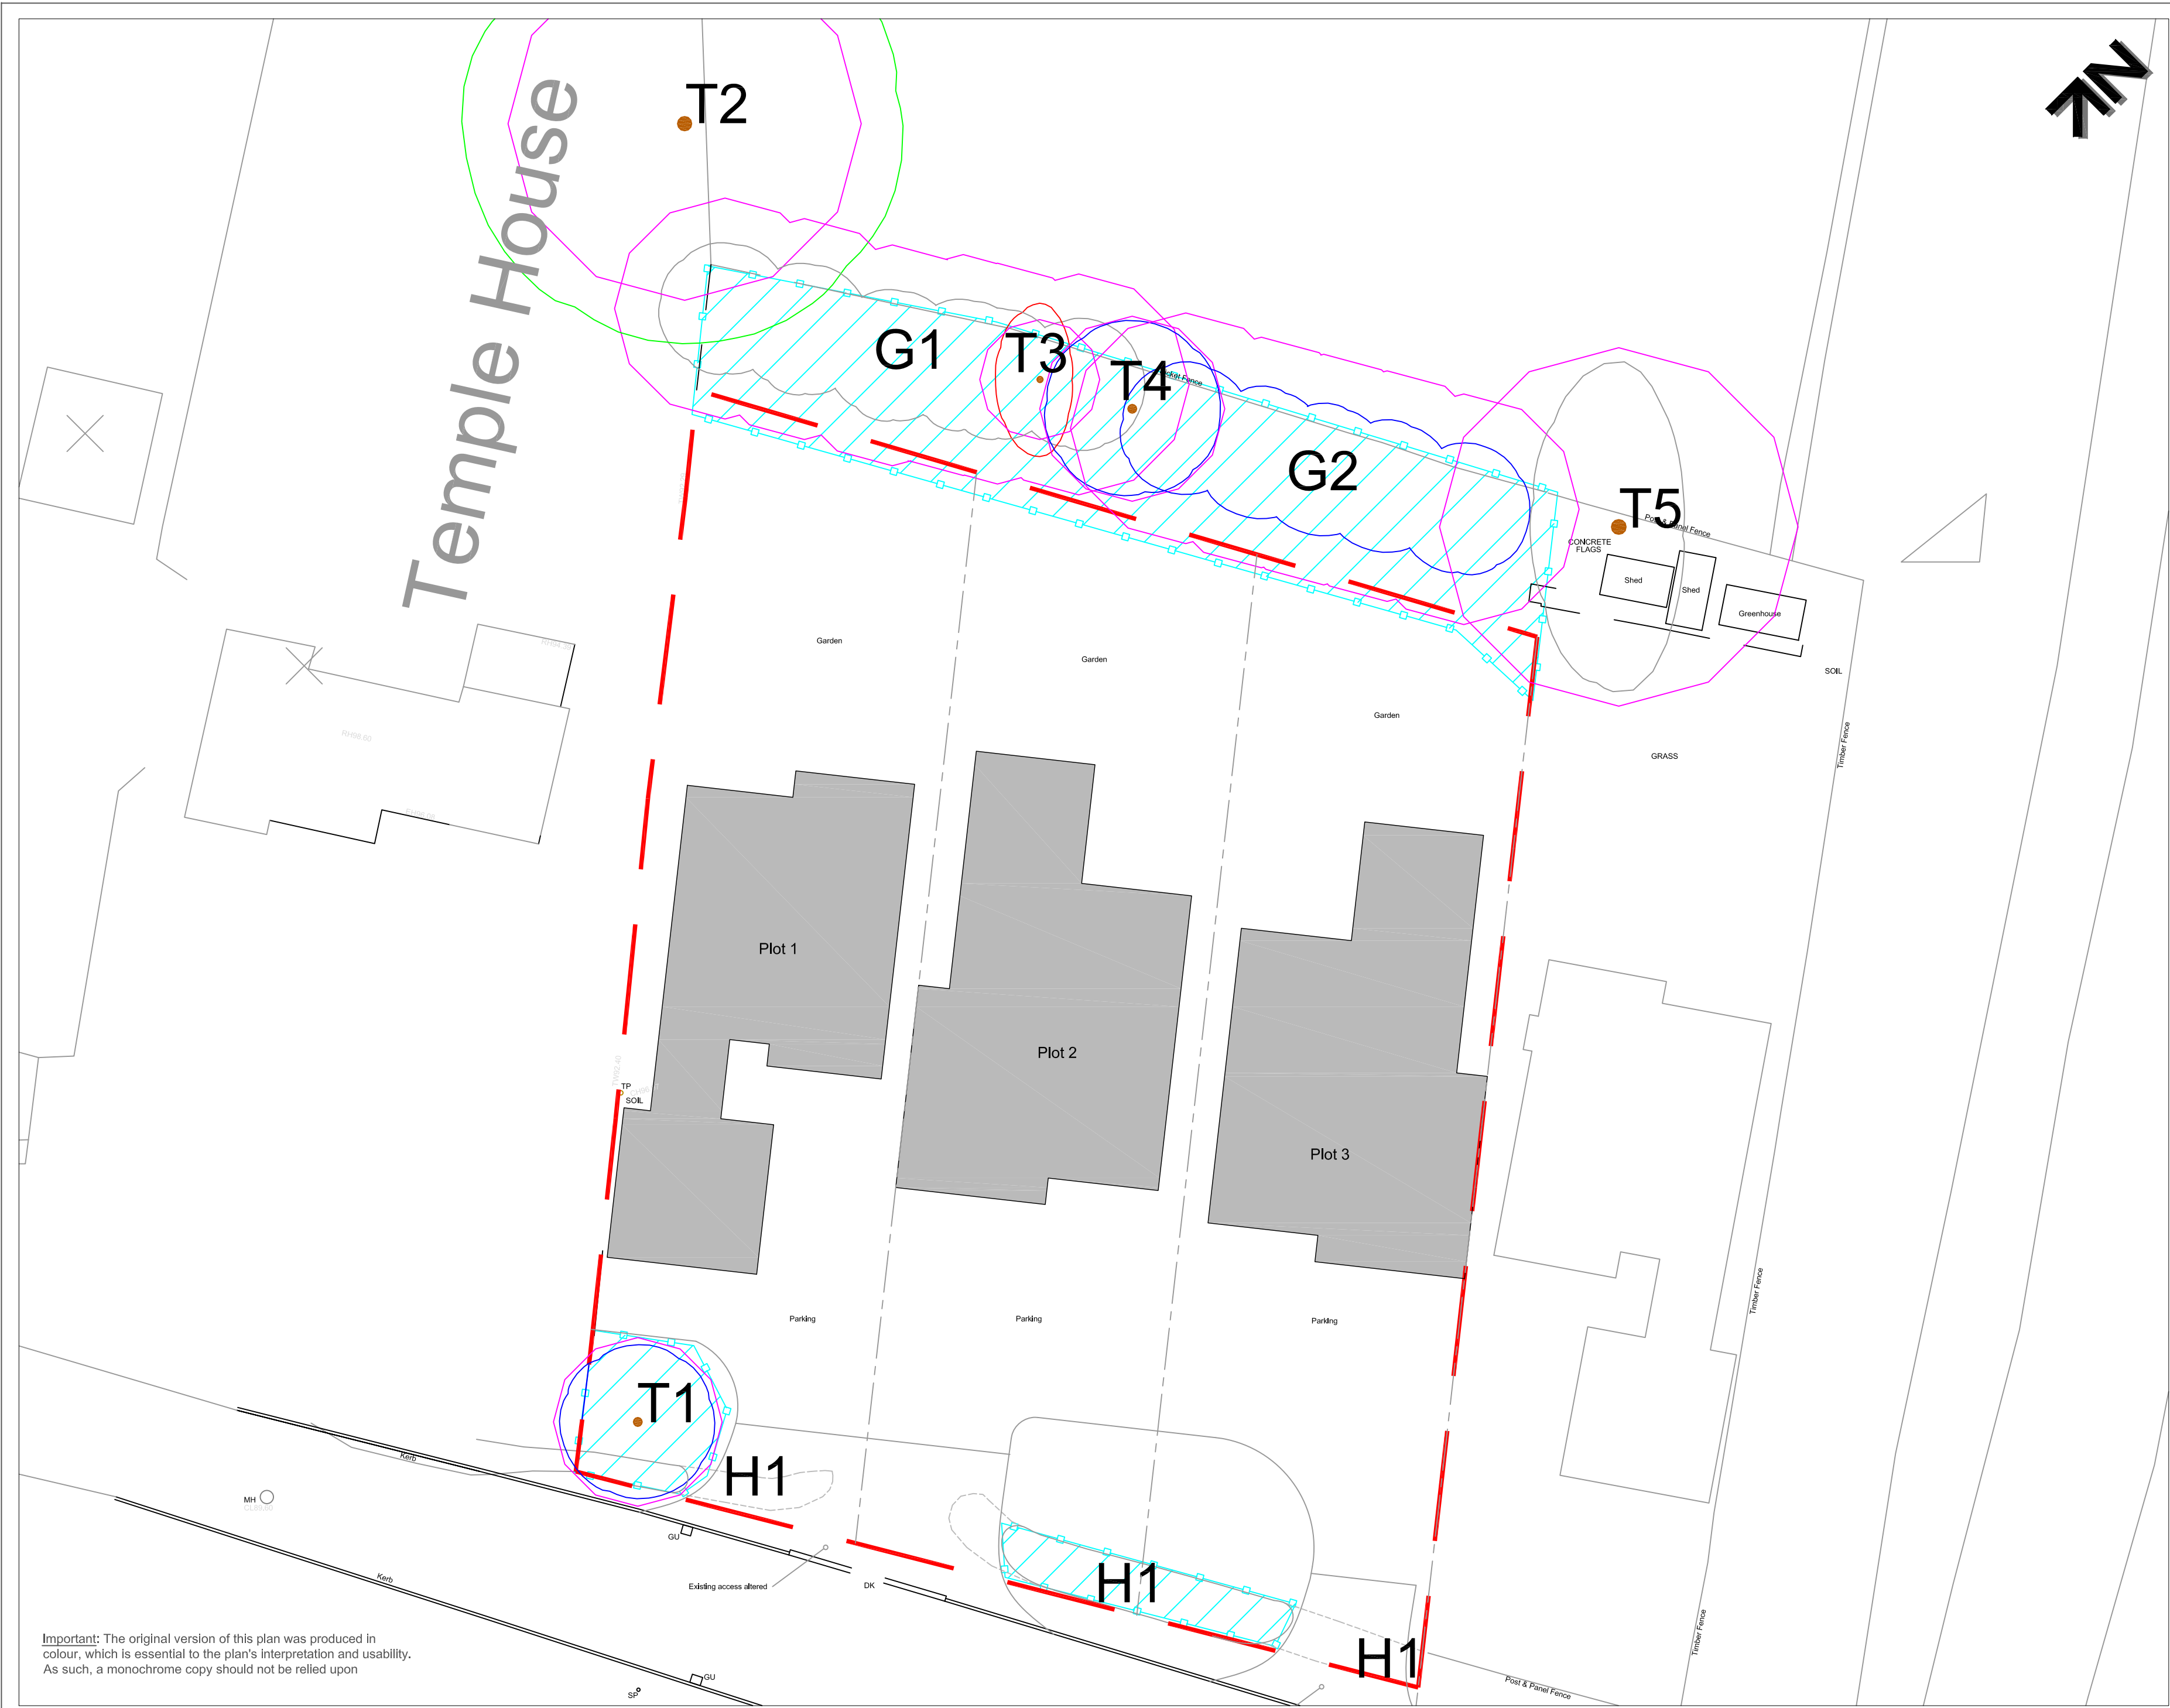 N
T2
Temple House
G1
T3
T4
G2
T5
Post & Panel Fence
CONCRETE
FLAGS
Shed
Shed
Greenhouse
SOIL
Garden
Garden
Garden
GRASS
Timber Fence
Plot 1
Plot 2
Plot 3
TP
SOIL
Parking
Parking
Parking
Timber Fence
T1
H1
Kerb
MH
GU
Existing access altered
DK
H1
Kerb
H1
Timber Fence
Post & Panel Fence
GU
SP
Important: The original version of this plan was produced in
colour, which is essential to the plan's interpretation and usability.
As such, a monochrome copy should not be relied upon